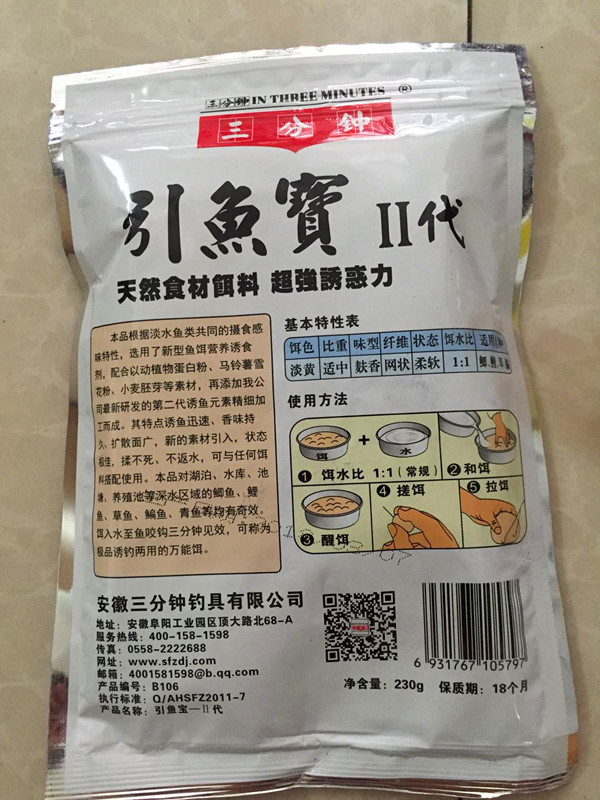 三分钟IN THREE MINUTES ®
三分钟
引魚寶 II代
天然食材餌料 超強誘惑力
本品根据淡水鱼类共同的摄食感
味特性，选用了新型鱼饵营养诱食
剂，配合以动植物蛋白粉、马铃薯雪
花粉、小麦胚芽等素材，再添加我公
司最新研发的第二代诱鱼元素精细加
工而成。其特点诱鱼迅速、香味持
久、扩散面广，新的素材引入，状态
极佳，揉不死、不返水，可与任何饵
料搭配使用。本品对湖泊、水库、池
塘，养殖池等深水区域的鲫鱼、鲤
鱼、草鱼、鳊鱼、青鱼等均有奇效。
饵入水至鱼咬钩三分钟见效，可称为
极品诱钓两用的万能饵。
基本特性表
饵色 比重 味型 纤维 状态 饵水比 适用
淡黄 适中 麸香 网状 柔软 1:1 鲫、鲤、草、
使用方法
饵 + 水
① 饵水比 1:1（常规） ② 和饵
③ 醒饵 ④ 搓饵 ⑤ 拉饵
安徽三分钟钓具有限公司
地址：安徽阜阳工业园区顶大路北68-A
服务热线：400-158-1598
传真：0558-2222688
网址：www.sfzdj.com
邮箱：4001581598@b.qq.com
产品编号：B106
执行标准：Q/AHSFZ2011-7
产品名称：引鱼宝—II代
6 931767 105797
净含量：230g 保质期：18个月